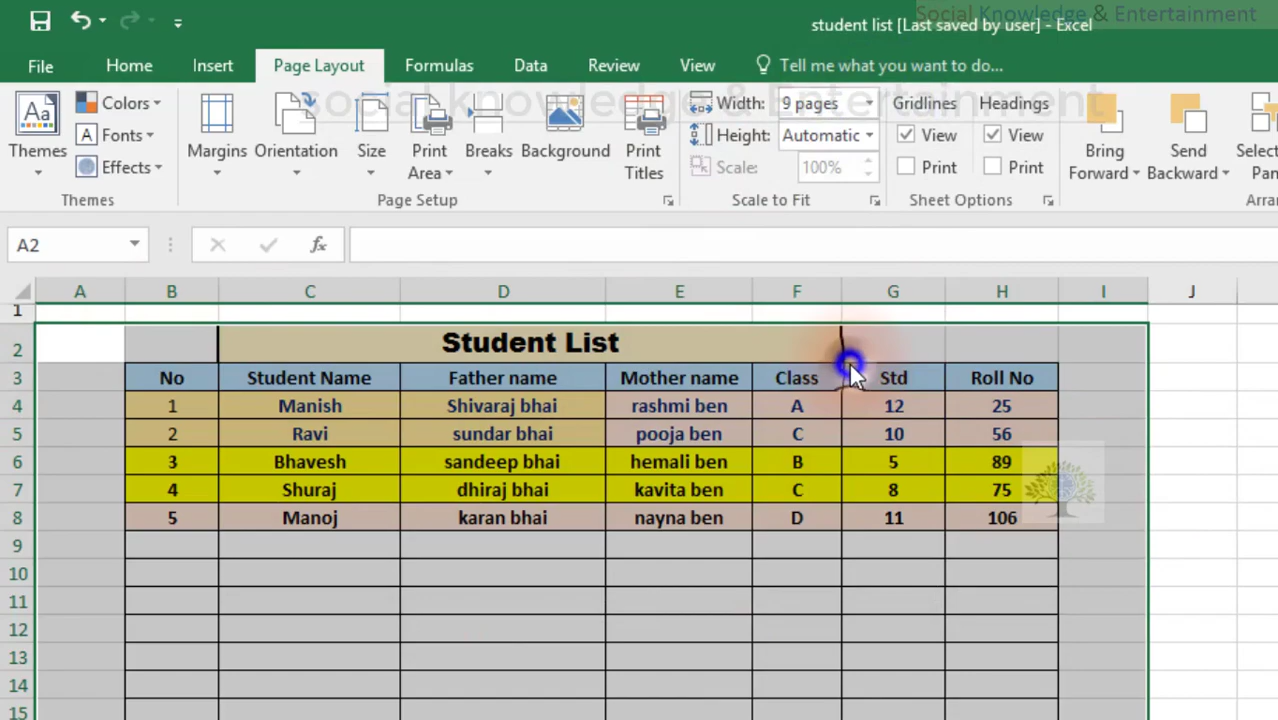 Social Knowledge & Entertainment
student list [Last saved by user] - Excel
File Home Insert Page Layout Formulas Data Review View Tell me what you want to do...
social knowledge & Entertainment
Aa Colors Width: 9 pages Gridlines Headings
A Fonts Height: Automatic View View
Themes Effects Margins Orientation Size Print Area Breaks Background Print Titles Scale: 100% Print Print Bring Forward Send Backward
Themes Page Setup Scale to Fit Sheet Options
A2 fx
A B C D E F G H I J
1
2 Student List
3 No Student Name Father name Mother name Class Std Roll No
4 1 Manish Shivaraj bhai rashmi ben A 12 25
5 2 Ravi sundar bhai pooja ben C 10 56
6 3 Bhavesh sandeep bhai hemali ben B 5 89
7 4 Shuraj dhiraj bhai kavita ben C 8 75
8 5 Manoj karan bhai nayna ben D 11 106
9
10
11
12
13
14
15